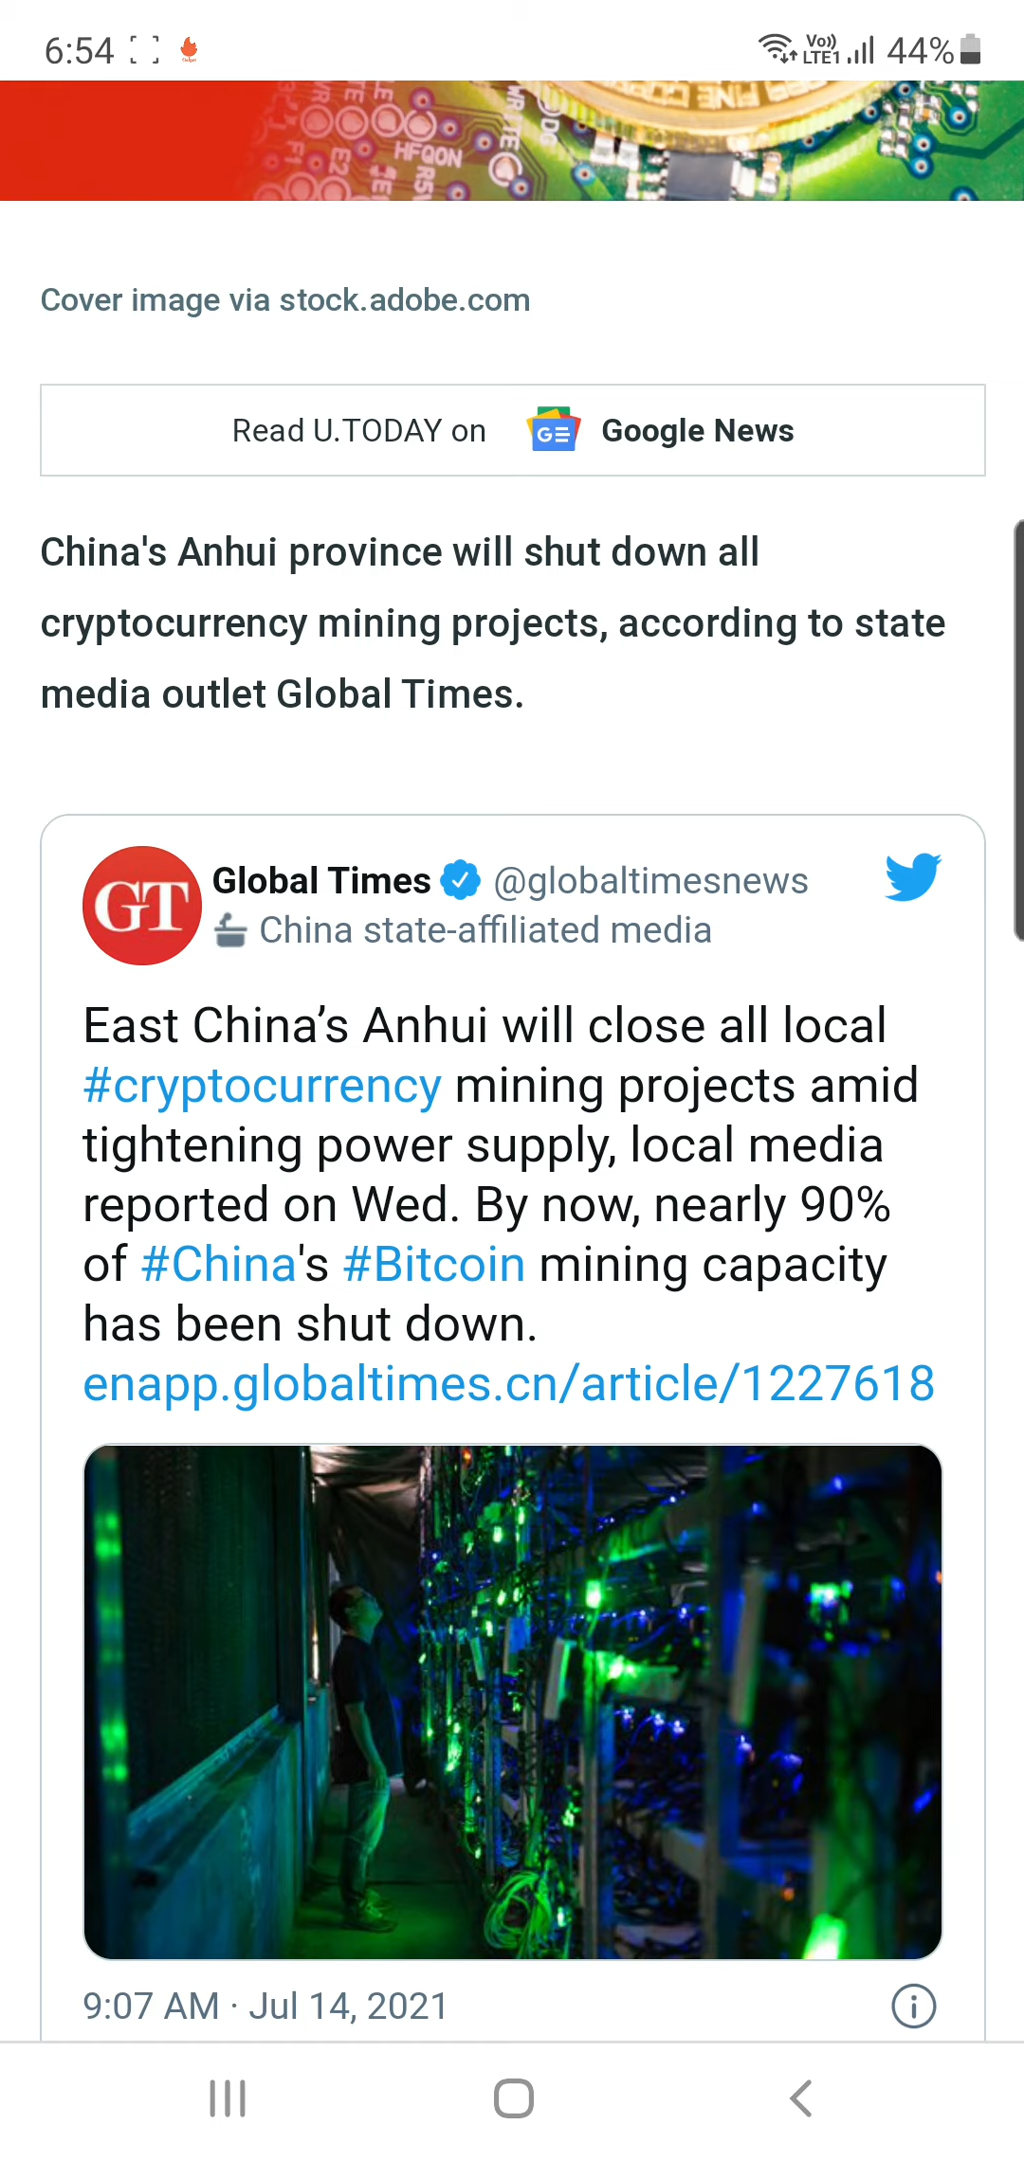 6:54
Vo))
LTE1
44%
HFQON
Cover image via stock.adobe.com
Read U.TODAY on GE Google News
China's Anhui province will shut down all
cryptocurrency mining projects, according to state
media outlet Global Times.
GT
Global Times @globaltimesnews
China state-affiliated media
East China’s Anhui will close all local
#cryptocurrency mining projects amid
tightening power supply, local media
reported on Wed. By now, nearly 90%
of #China's #Bitcoin mining capacity
has been shut down.
enapp.globaltimes.cn/article/1227618
9:07 AM · Jul 14, 2021